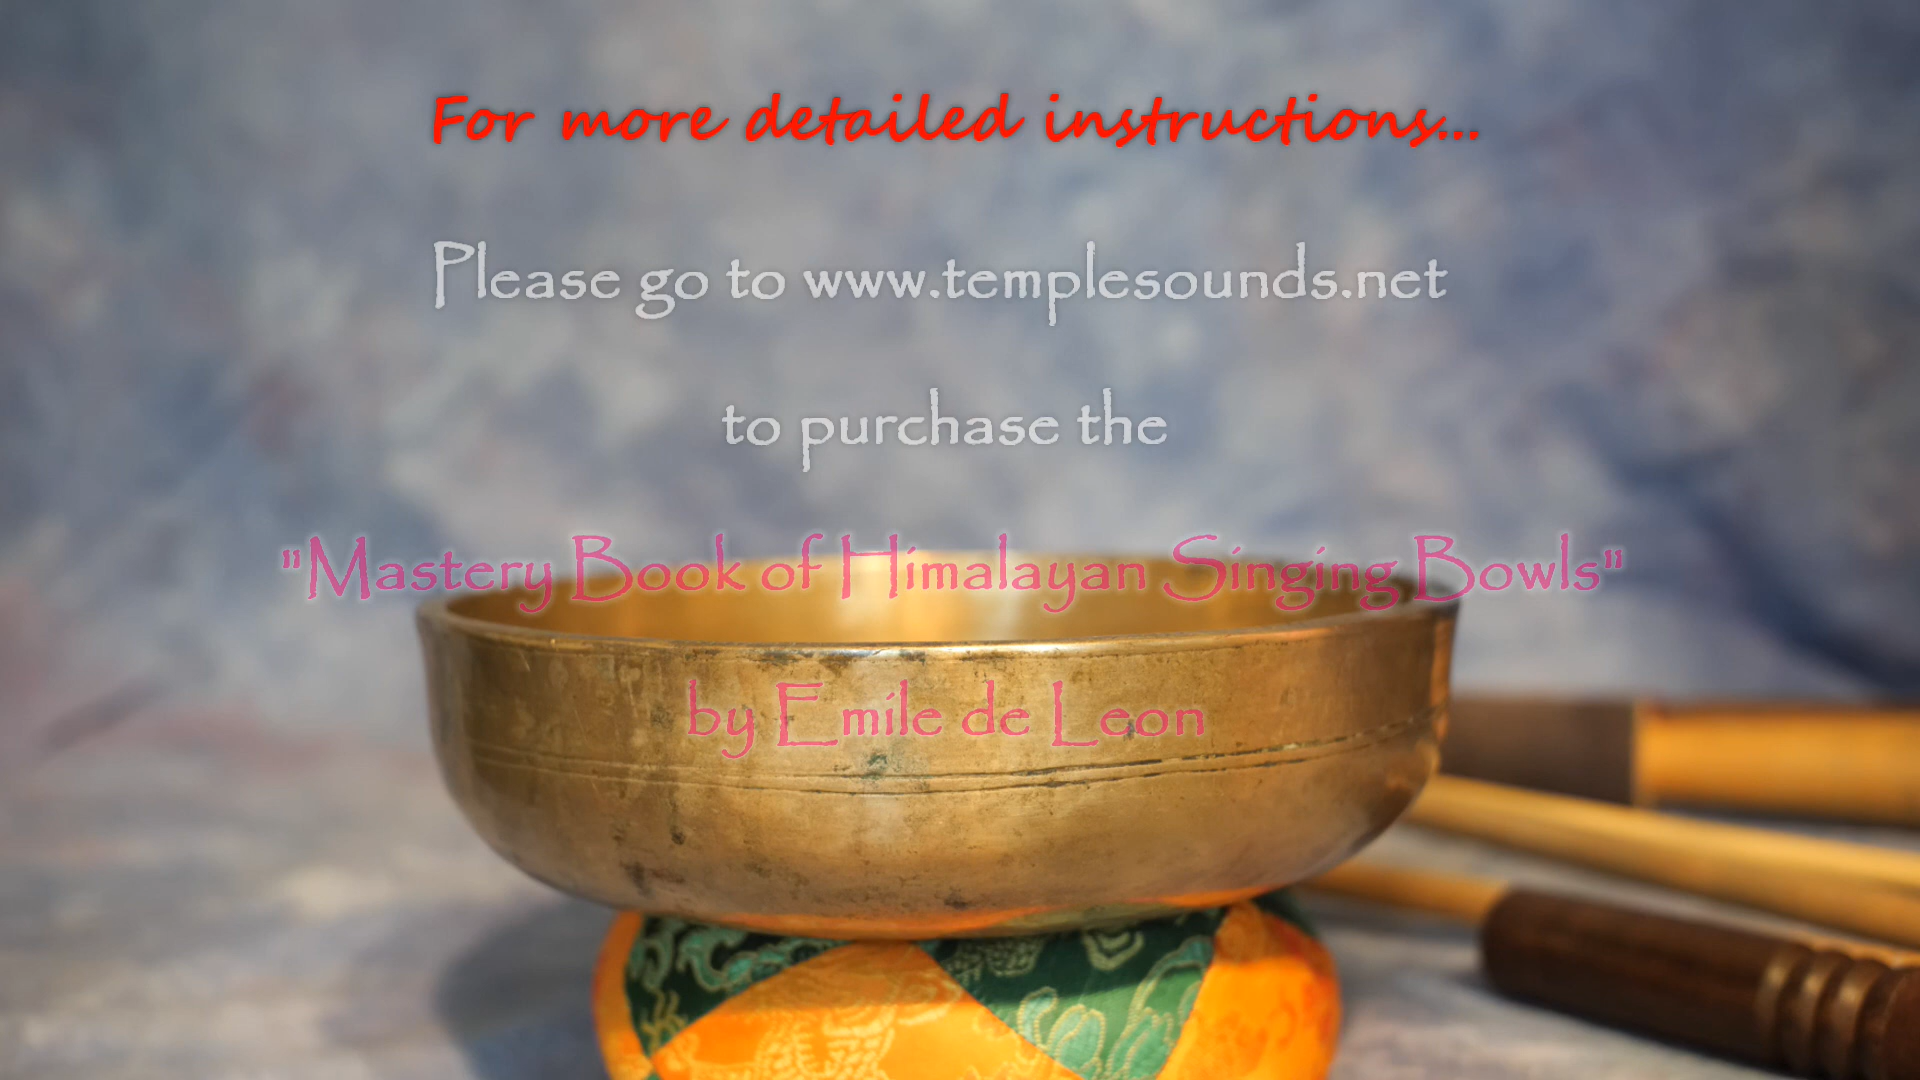 For more detailed instructions...
Please go to www.templesounds.net
to purchase the
"Mastery Book of Himalayan Singing Bowls"
by Emile de Leon